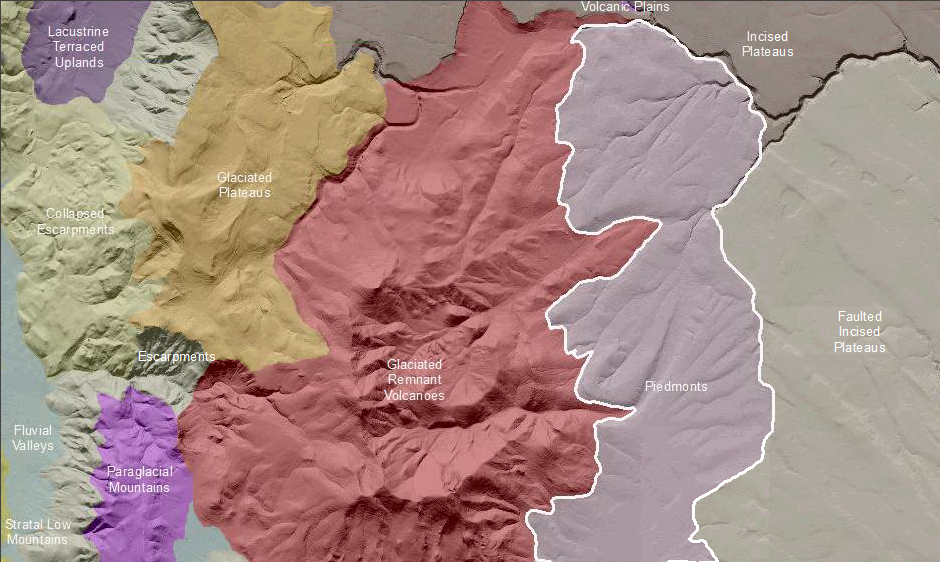 Volcanic Plains
Lacustrine
Terraced
Uplands
Incised
Plateaus
Glaciated
Plateaus
Collapsed
Escarpments
Faulted
Incised
Plateaus
Escarpments
Glaciated
Remnant
Volcanoes
Piedmonts
Fluvial
Valleys
Paraglacial
Mountains
Stratal Low
Mountains